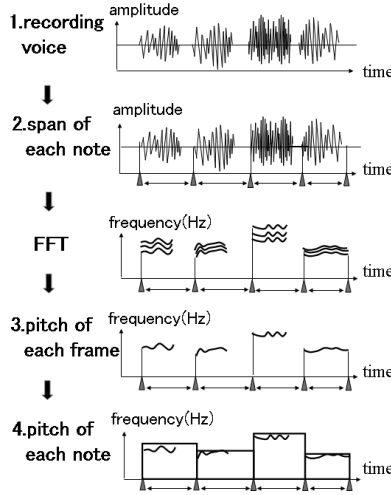 amplitude
1.recording
voice
time
amplitude
2.span of
each note
time
frequency(Hz)
FFT
time
frequency(Hz)
3.pitch of
each frame
time
frequency(Hz)
4.pitch of
each note
time